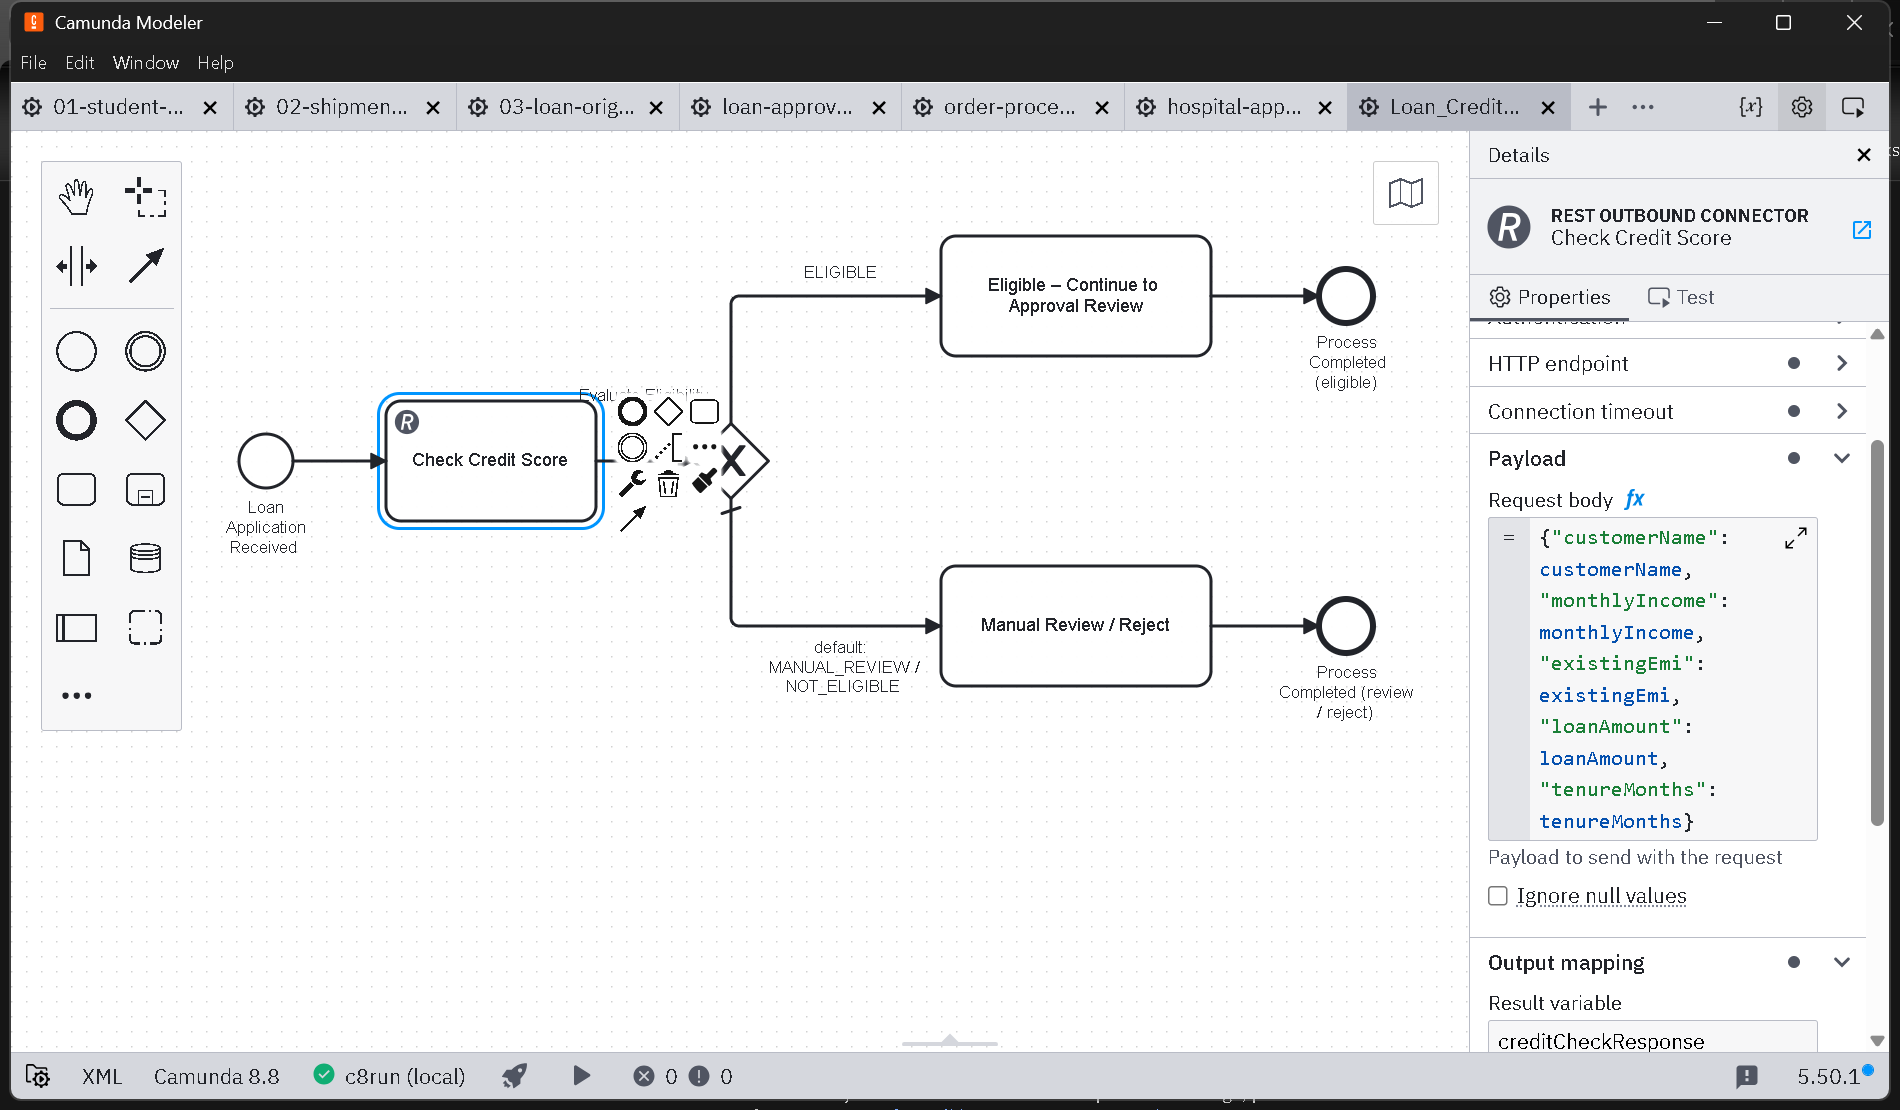 Camunda Modeler
File Edit Window Help
01-student-...
02-shipmen...
03-loan-orig...
loan-approv...
order-proce...
hospital-app...
Loan_Credit...
Details
REST OUTBOUND CONNECTOR
Check Credit Score
Properties
Test
HTTP endpoint
Connection timeout
Payload
Request body fx
= {"customerName":
customerName,
"monthlyIncome":
monthlyIncome,
"existingEmi":
existingEmi,
"loanAmount":
loanAmount,
"tenureMonths":
tenureMonths}
Payload to send with the request
Ignore null values
Output mapping
Result variable
creditCheckResponse
ELIGIBLE
Eligible – Continue to
Approval Review
Process
Completed
(eligible)
Check Credit Score
Loan
Application
Received
Manual Review / Reject
default:
MANUAL_REVIEW /
NOT_ELIGIBLE
Process
Completed (review
/ reject)
XML
Camunda 8.8
c8run (local)
0
0
5.50.1